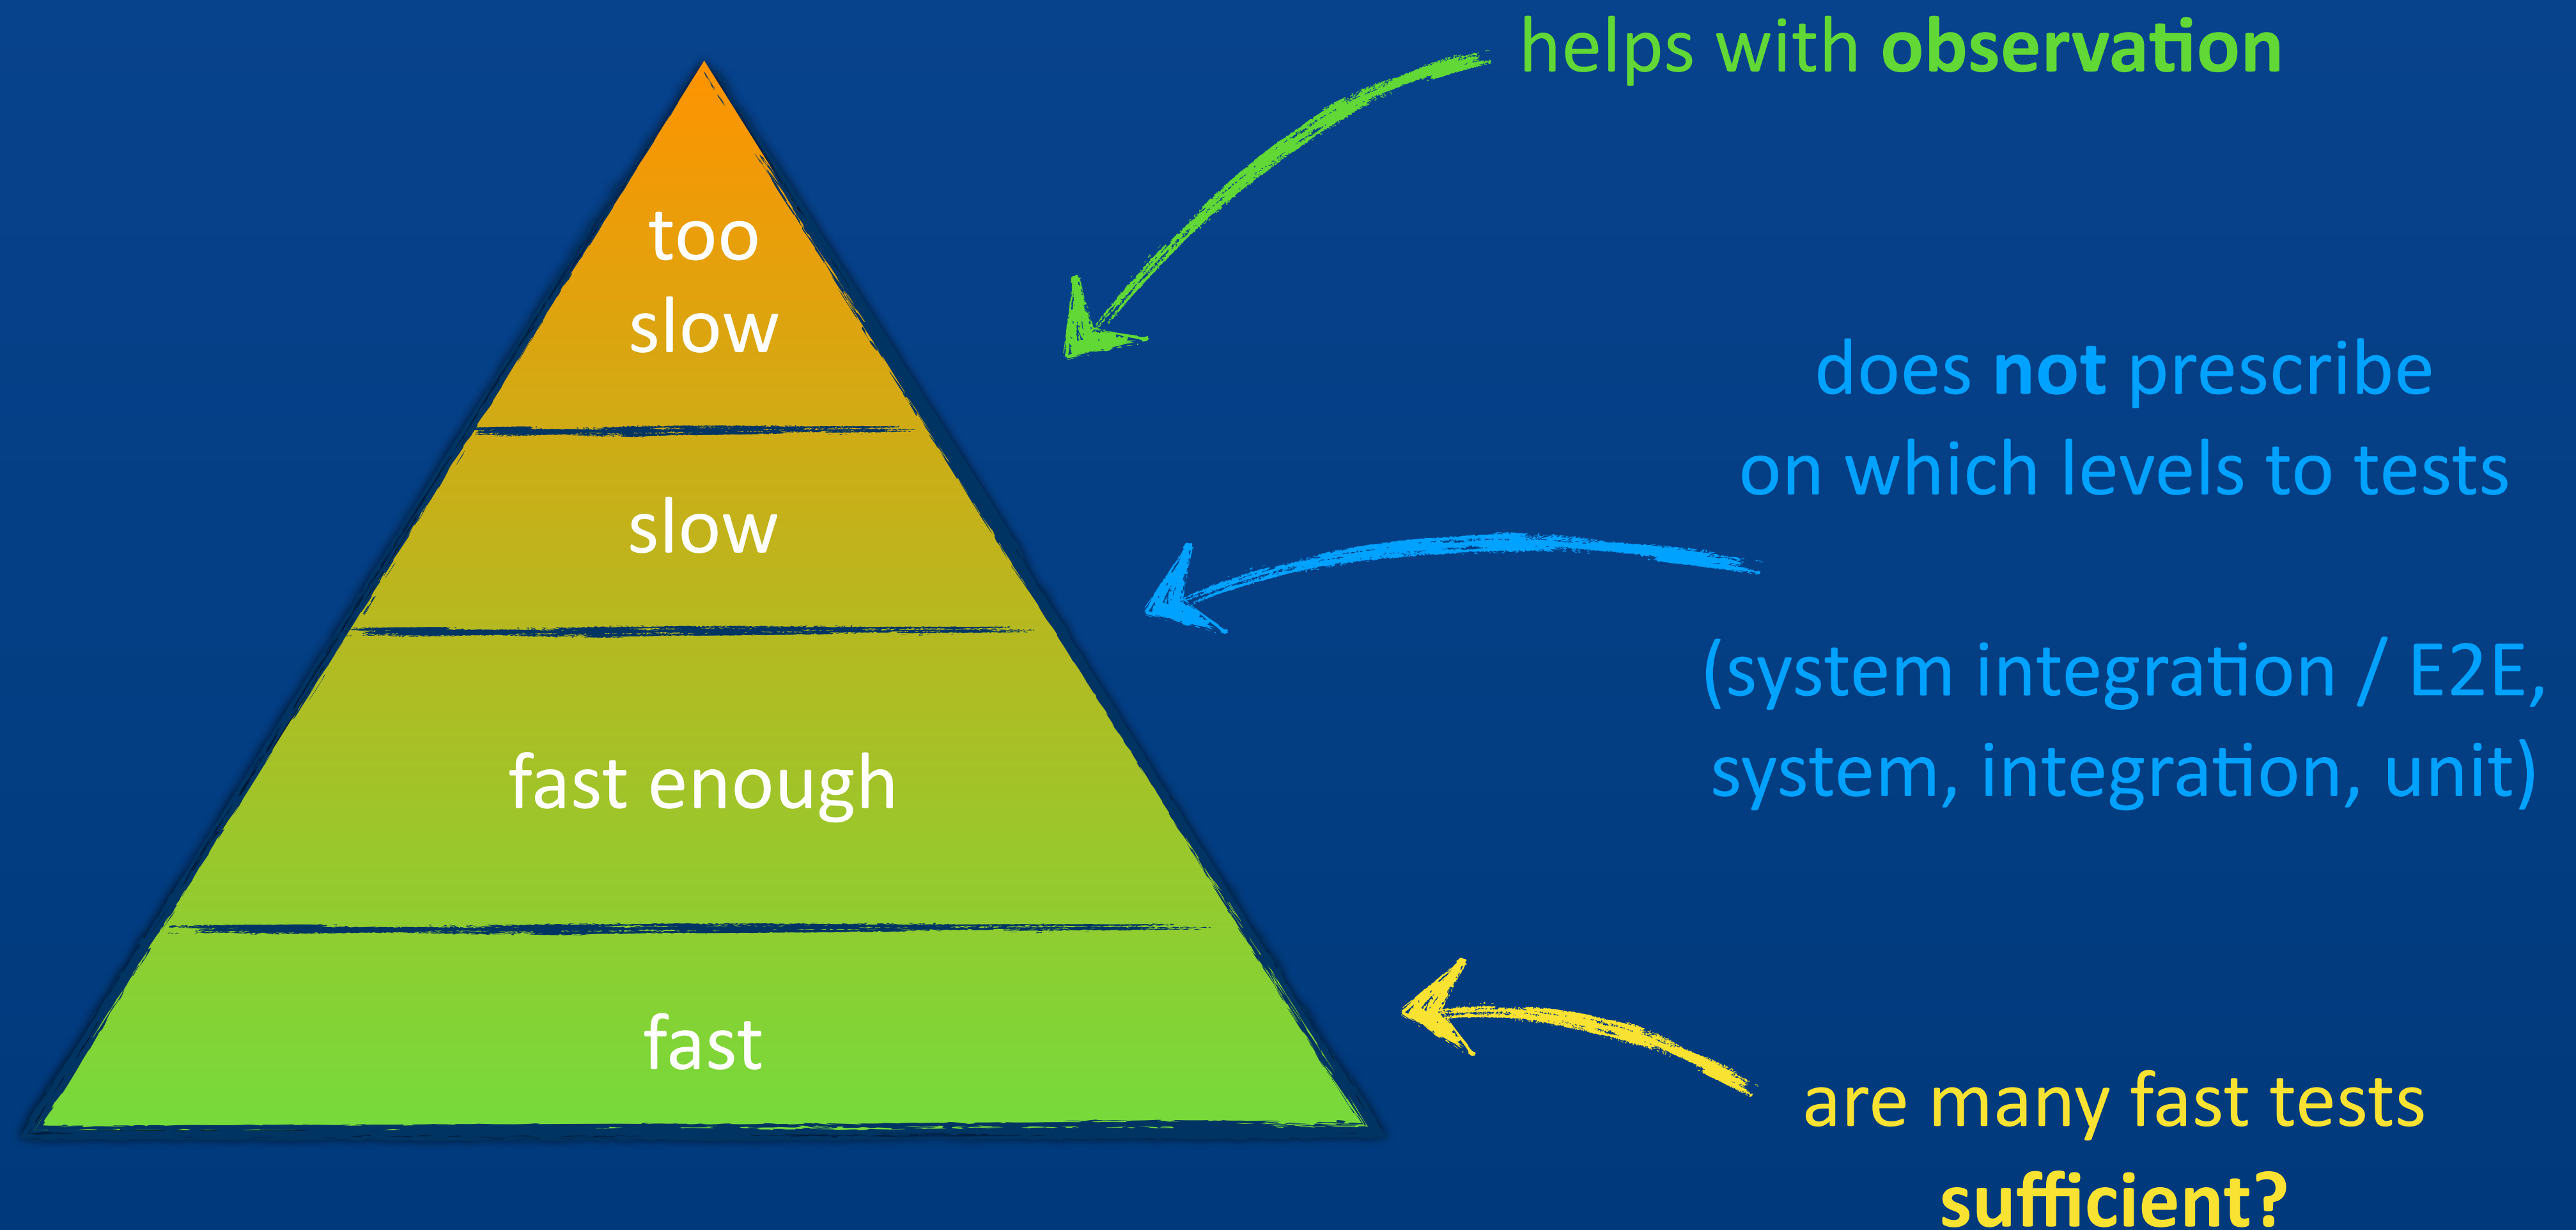 helps with observation
too
slow
does not prescribe
on which levels to tests
slow
(system integration / E2E,
system, integration, unit)
fast enough
fast
are many fast tests
sufficient?